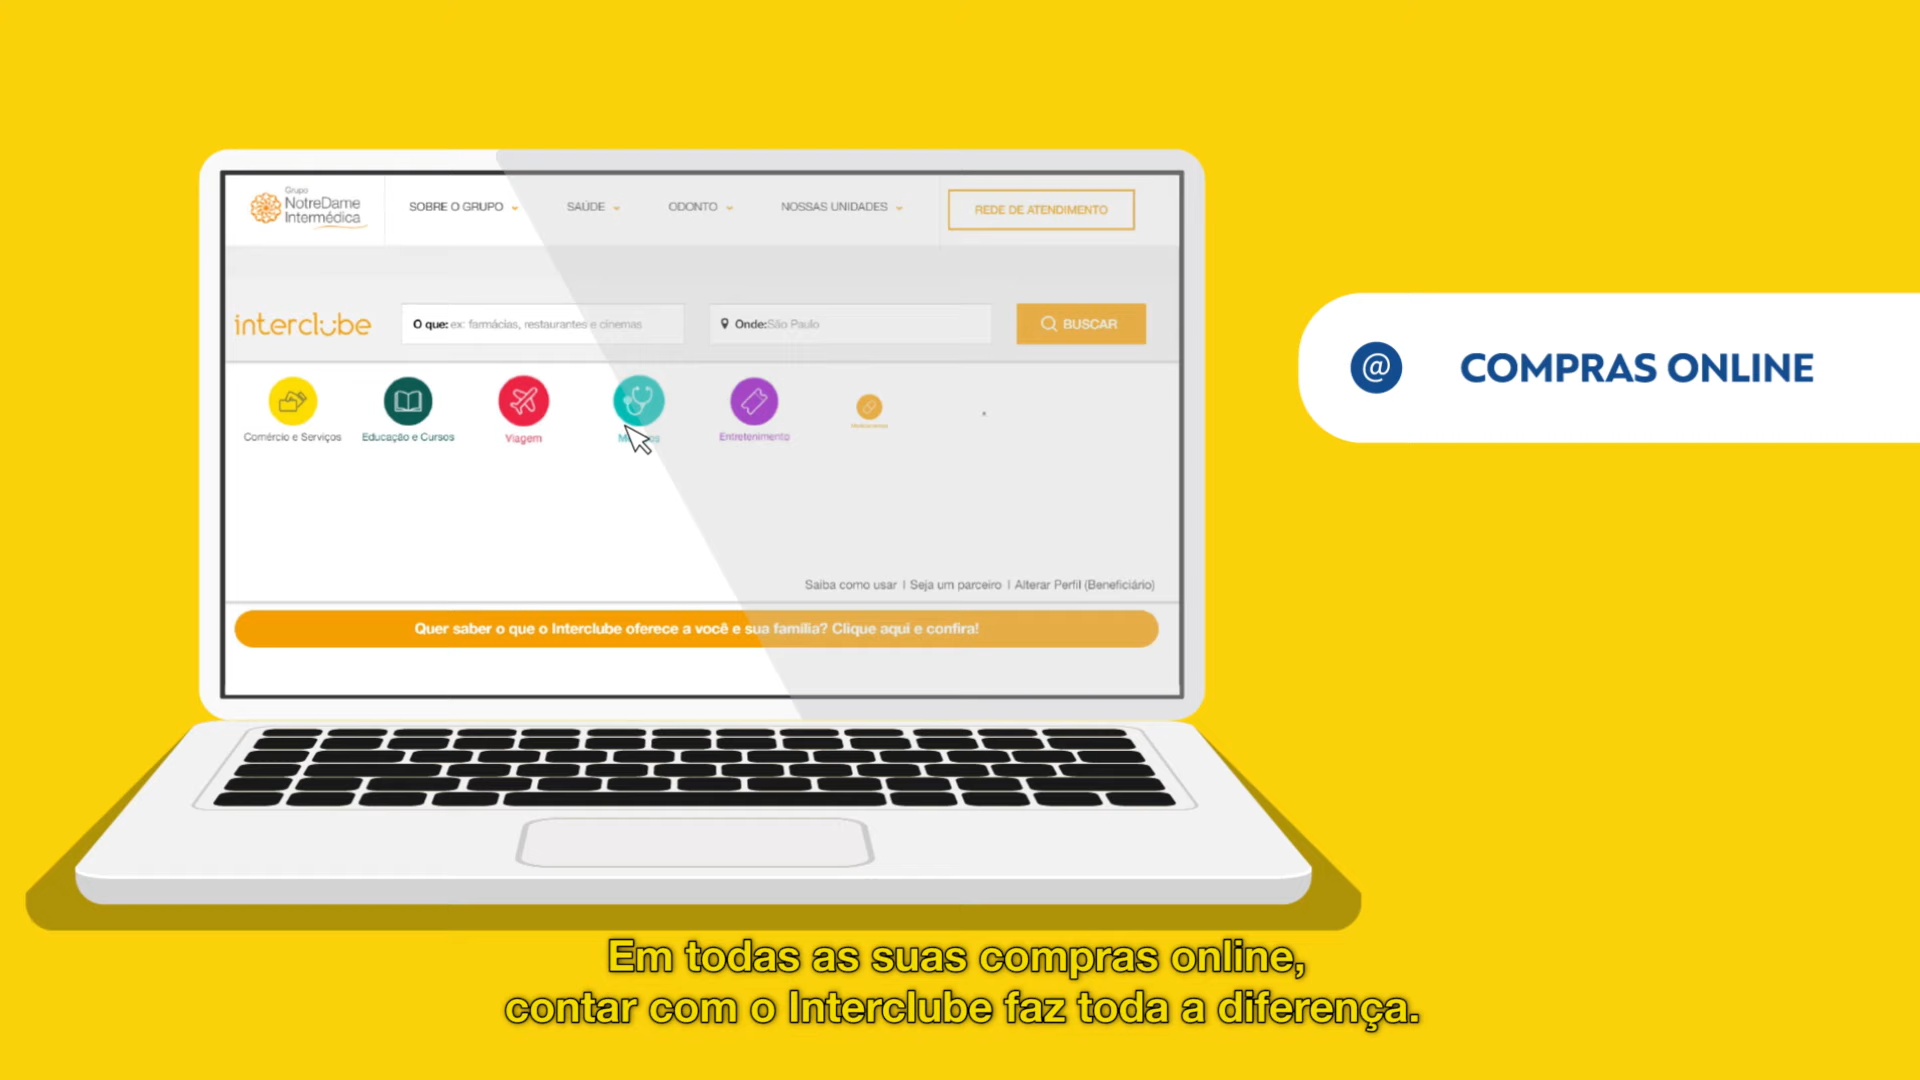 Grupo
NotreDame
Intermédica
SOBRE O GRUPO
SAÚDE
ODONTO
NOSSAS UNIDADES
REDE DE ATENDIMENTO
interclube
O que: ex: farmácias, restaurantes e cinemas
Onde:São Paulo
BUSCAR
@ COMPRAS ONLINE
Comércio e Serviços
Educação e Cursos
Viagem
Entretenimento
Saiba como usar | Seja um parceiro | Alterar Perfil (Beneficiário)
Quer saber o que o Interclube oferece a você e sua família? Clique aqui e confira!
Em todas as suas compras online,
contar com o Interclube faz toda a diferença.